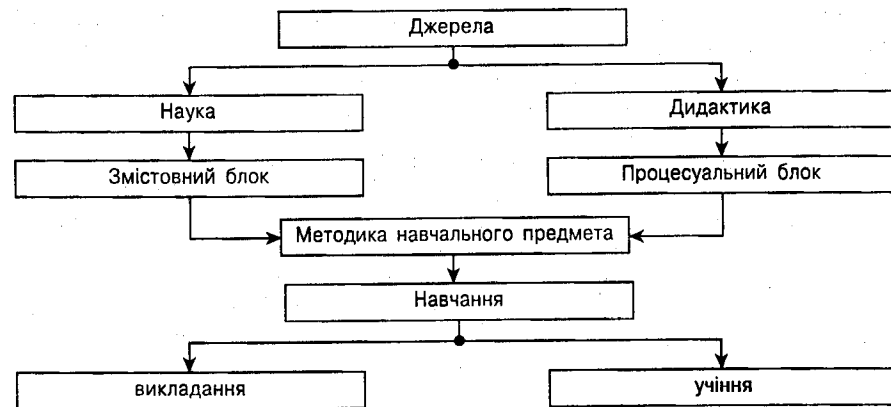 Джерела
Наука
Дидактика
Змістовний блок
Процесуальний блок
Методика навчального предмета
Навчання
викладання
учіння